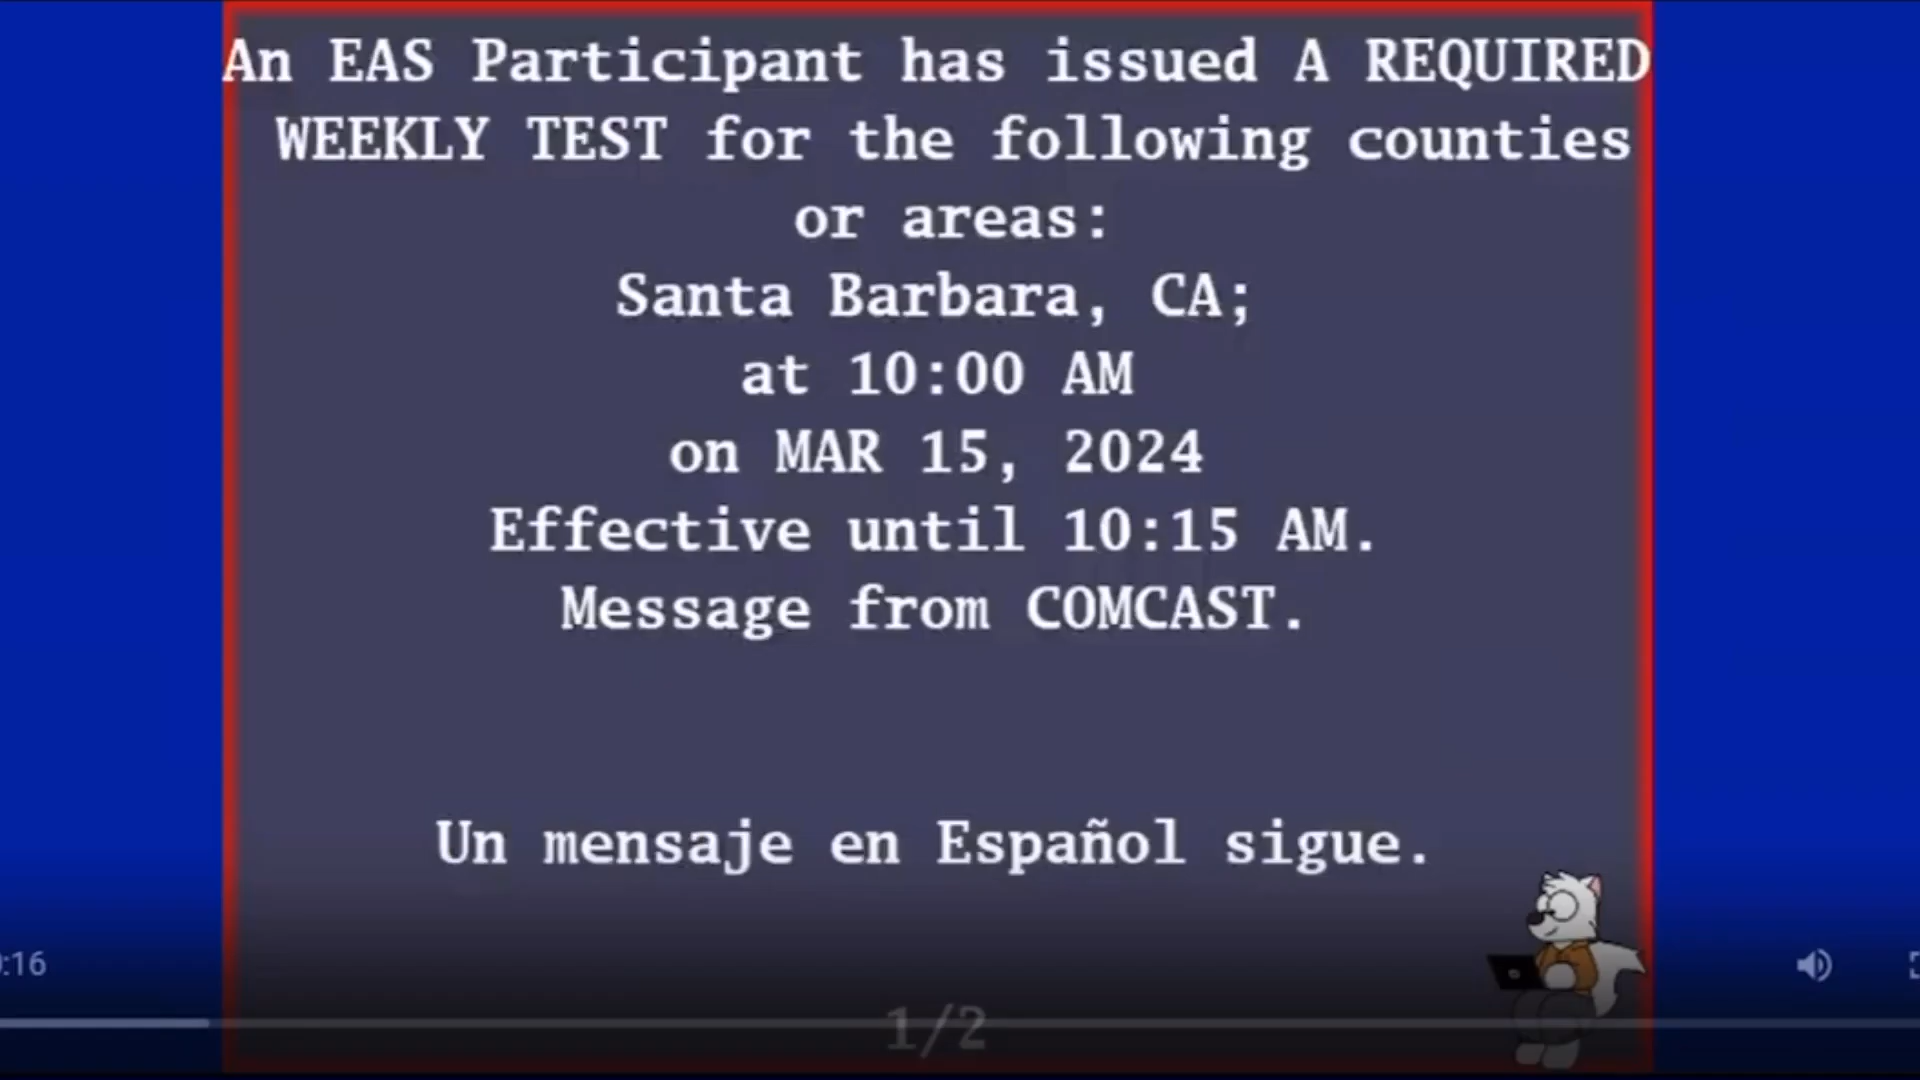 An EAS Participant has issued A REQUIRED
WEEKLY TEST for the following counties
or areas:
Santa Barbara, CA;
at 10:00 AM
on MAR 15, 2024
Effective until 10:15 AM.
Message from COMCAST.
Un mensaje en Español sigue.
:16
1/2